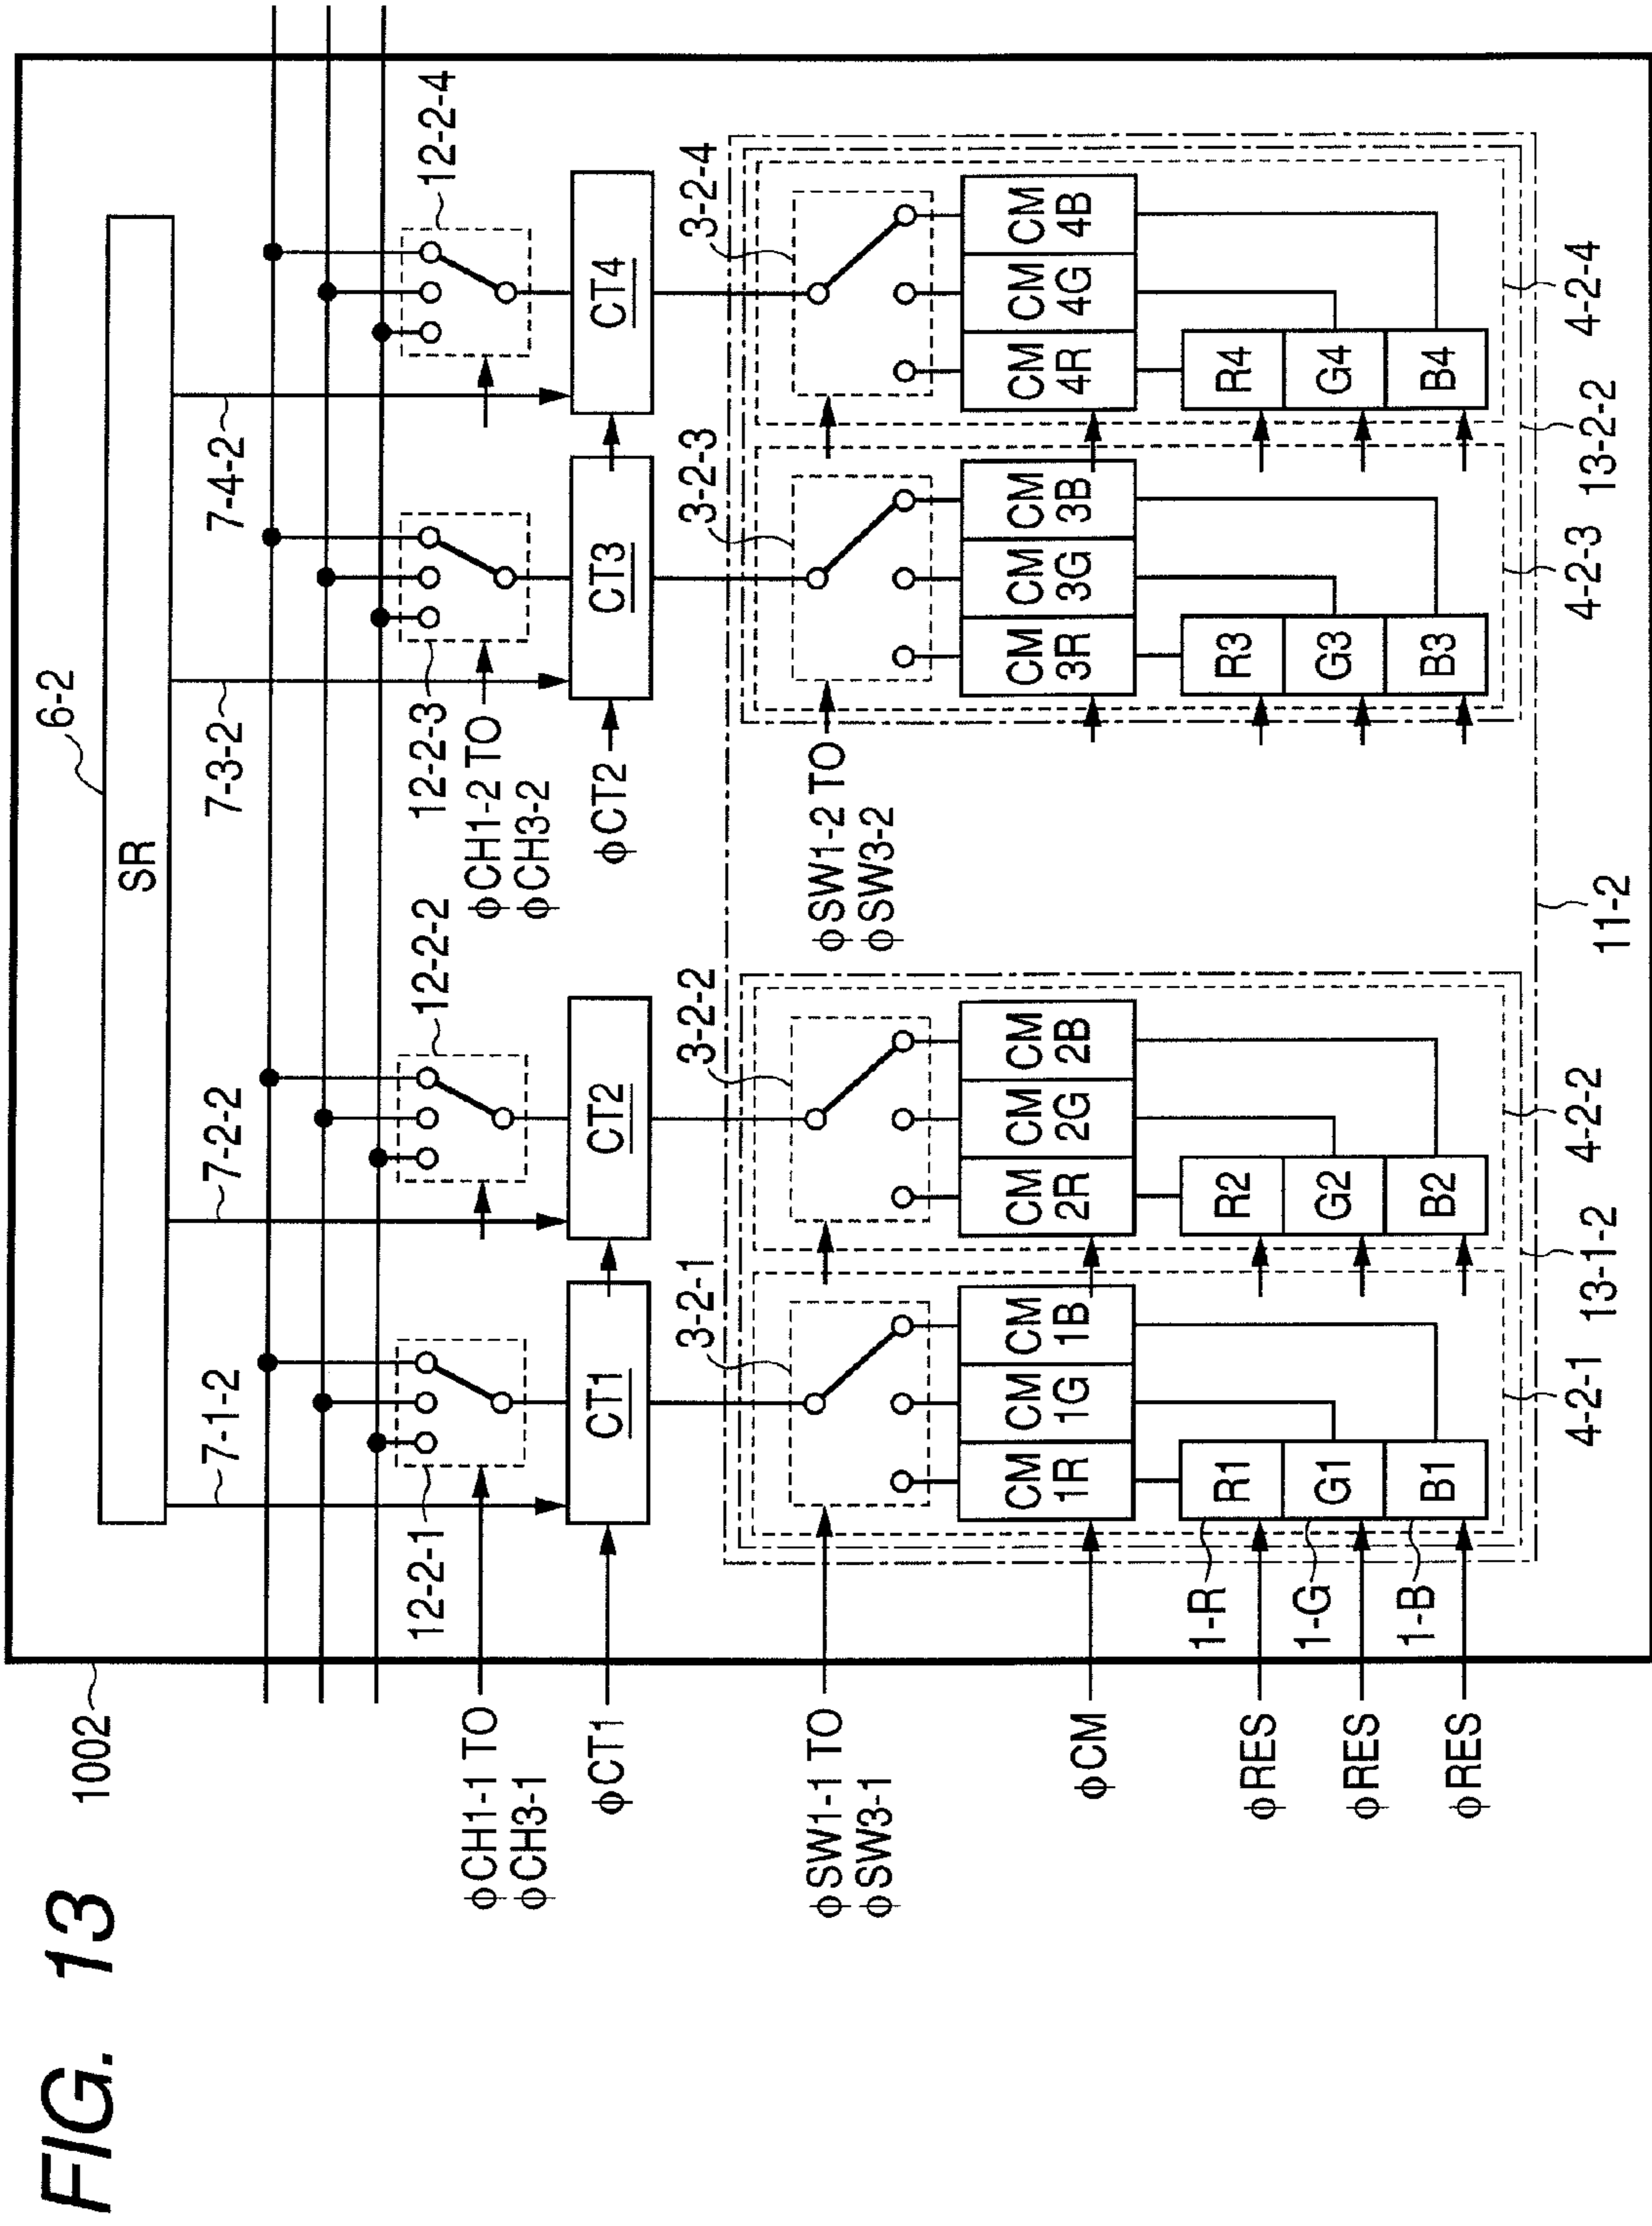 FIG. 13
1002
6-2
SR
7-1-2
7-2-2
7-3-2
7-4-2
12-2-1
12-2-2
12-2-3
12-2-4
ϕCH1-1 TO
ϕCH3-1
ϕCH1-2 TO
ϕCH3-2
ϕCT1
CT1
CT2
ϕCT2
CT3
CT4
3-2-1
3-2-2
3-2-3
3-2-4
ϕSW1-1 TO
ϕSW3-1
ϕSW1-2 TO
ϕSW3-2
ϕCM
CM 1R
CM 1G
CM 1B
CM 2R
CM 2G
CM 2B
CM 3R
CM 3G
CM 3B
CM 4R
CM 4G
CM 4B
1-R
R1
R2
R3
R4
ϕRES
1-G
G1
G2
G3
G4
ϕRES
1-B
B1
B2
B3
B4
ϕRES
4-2-1
13-1-2
4-2-2
11-2
4-2-3
13-2-2
4-2-4